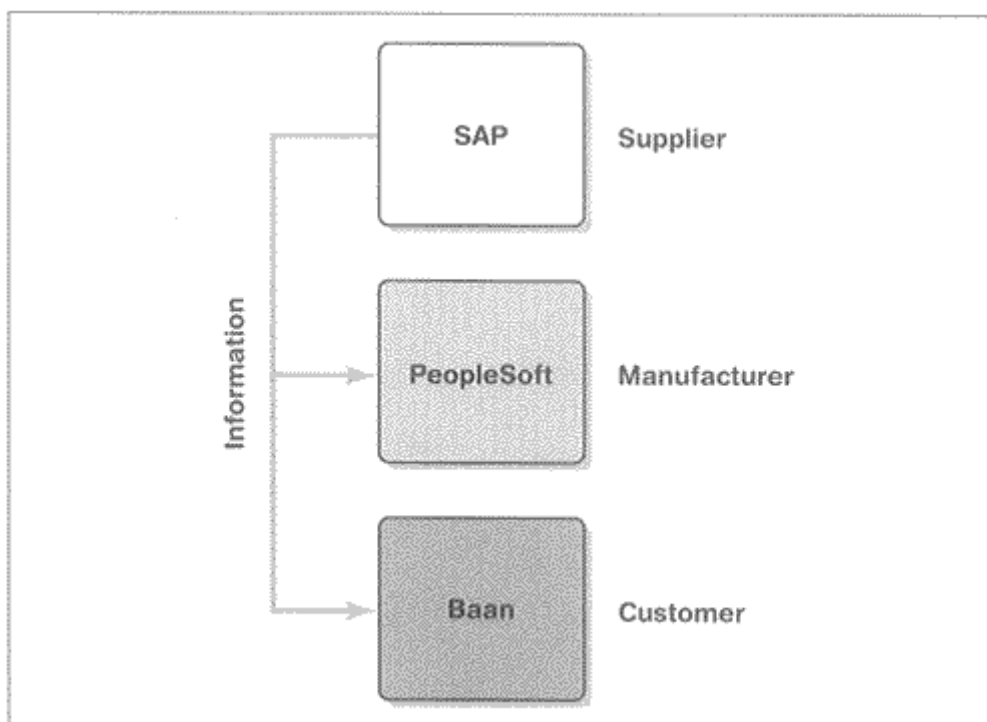 SAP
Supplier
Information
PeopleSoft
Manufacturer
Baan
Customer